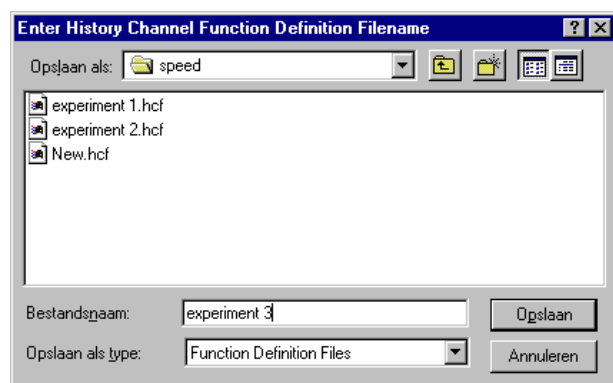 Enter History Channel Function Definition Filename
Opslaan als: speed
experiment 1.hcf
experiment 2.hcf
New.hcf
Bestandsnaam: experiment 3 Opslaan
Opslaan als type: Function Definition Files Annuleren